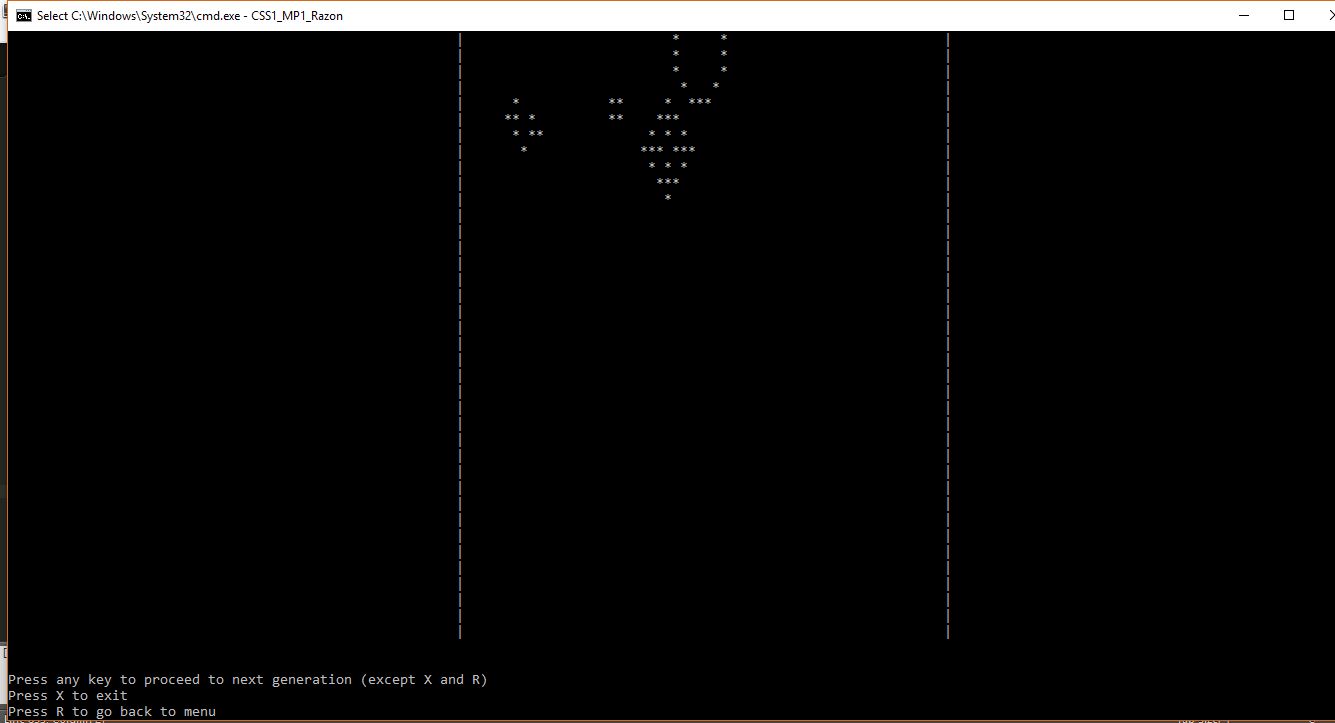 Select C:\Windows\System32\cmd.exe - CSS1_MP1_Razon
Press any key to proceed to next generation (except X and R)
Press X to exit
Press R to go back to menu